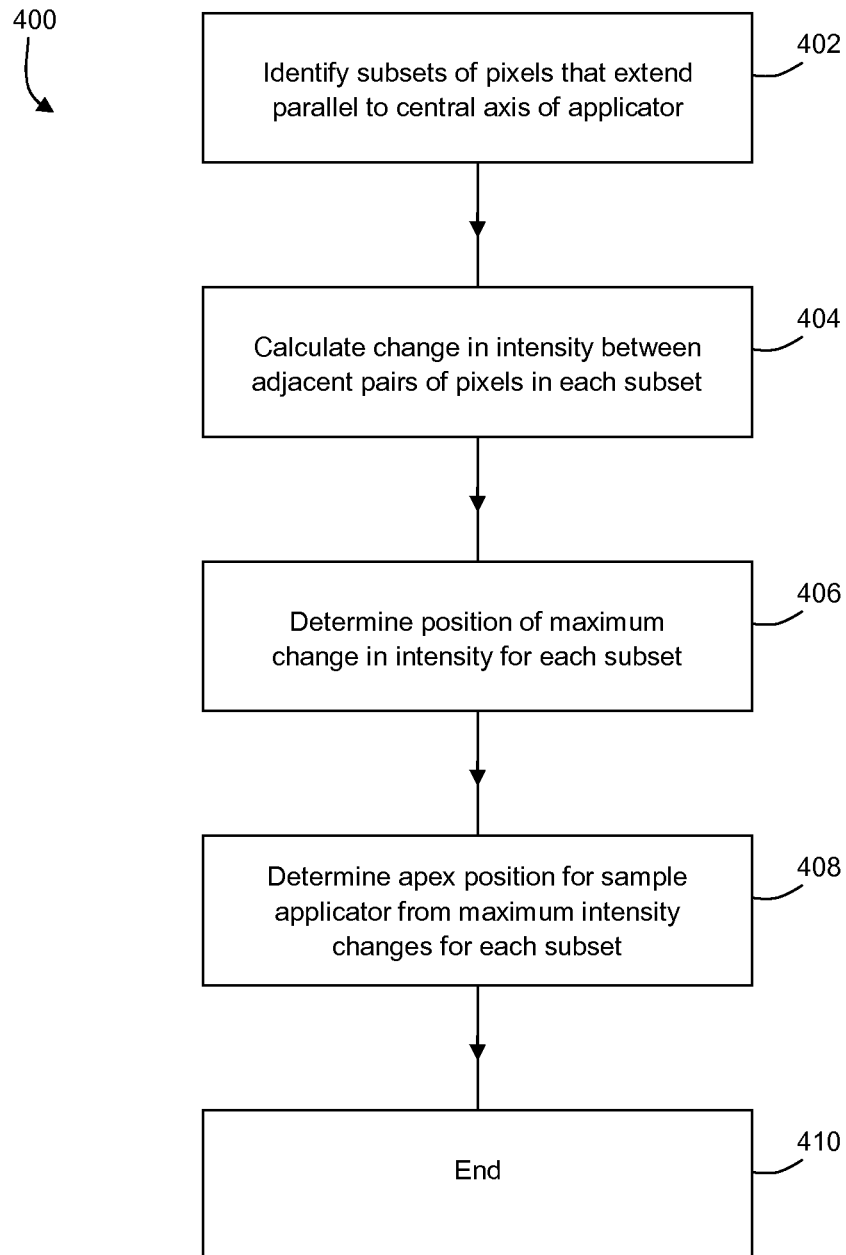 400
402
Identify subsets of pixels that extend
parallel to central axis of applicator
404
Calculate change in intensity between
adjacent pairs of pixels in each subset
406
Determine position of maximum
change in intensity for each subset
408
Determine apex position for sample
applicator from maximum intensity
changes for each subset
410
End